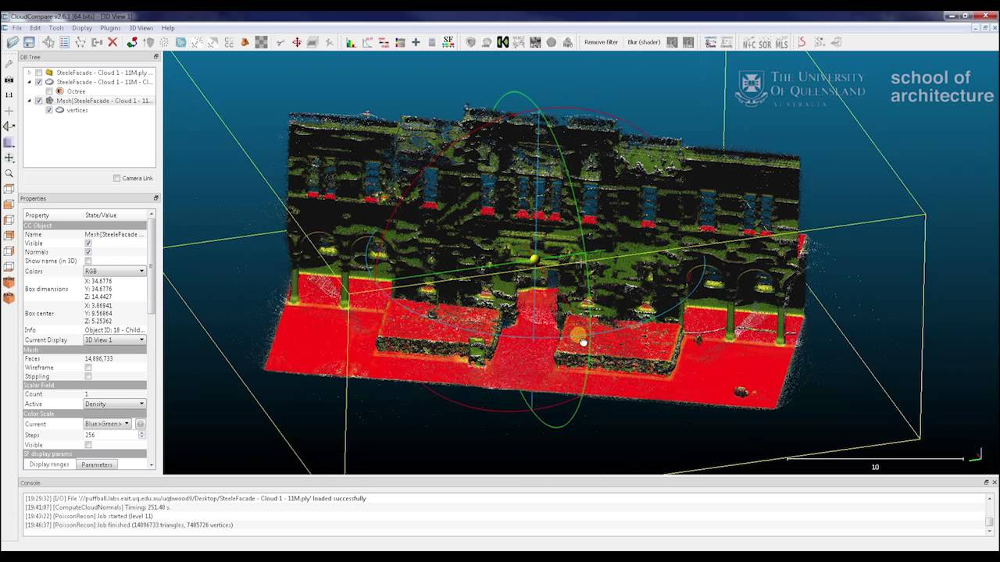 CloudCompare v2.6.1 [64 bits] - [3D View 1]
File Edit Tools Display Plugins 3D Views Help
1:1
SF
Remove filter
Blur (shader)
N+C SOR MLS
DB Tree
SteeleFacade - Cloud 1 - 11M.ply ...
SteeleFacade - Cloud 1 - 11M - Cl...
Octree
Mesh[SteeleFacade - Cloud 1 - 11...
vertices
Camera Link
Properties
Property State/Value
CC Object
Name Mesh[SteeleFacade ...
Visible
Normals
Show name (in 3D)
Colors RGB
Box dimensions
X: 34.6776
Y: 34.6776
Z: 14.4427
Box center
X: 3.86941
Y: 9.56864
Z: 5.25362
Info Object ID: 18 - Child...
Current Display 3D View 1
Mesh
Faces 14,896,733
Wireframe
Stippling
Scalar Field
Count 1
Active Density
Color Scale
Current Blue>Green>
Steps 256
Visible
SF display params
Display ranges Parameters
THE UNIVERSITY
OF QUEENSLAND
AUSTRALIA
school of
architecture
10
Console
[19:29:32] [I/O] File '//puffball.labs.eait.uq.edu.au/uqbwood9/Desktop/SteeleFacade - Cloud 1 - 11M.ply' loaded successfully
[19:41:07] [ComputeCloudNormals] Timing: 251.48 s.
[19:43:22] [PoissonRecon] Job started (level 11)
[19:46:37] [PoissonRecon] Job finished (14896733 triangles, 7485726 vertices)